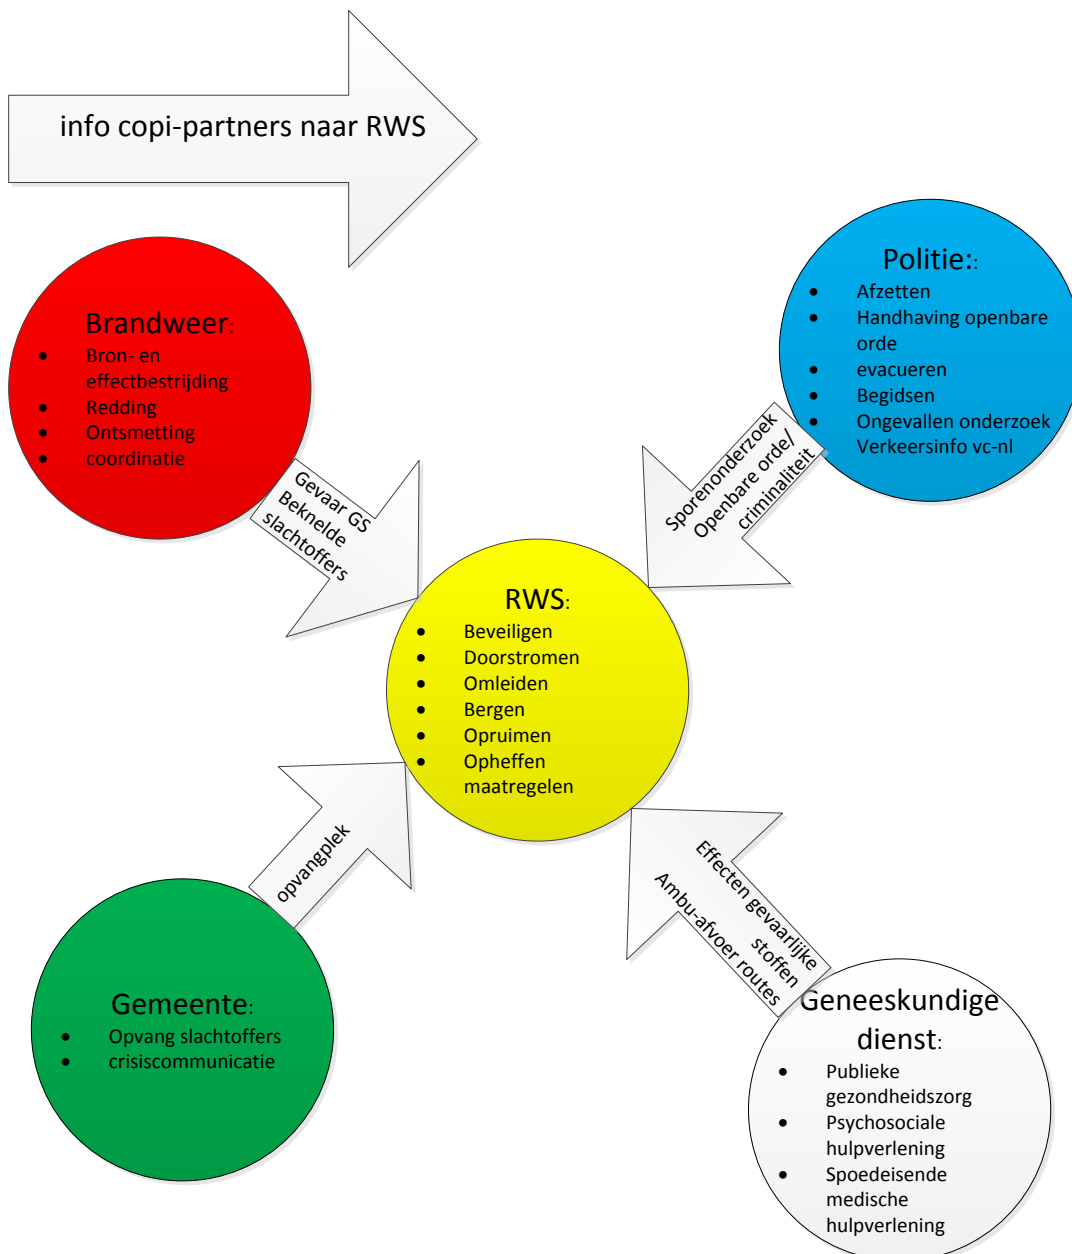 info copi-partners naar RWS
Politie::
• Afzetten
• Handhaving openbare
orde
• evacueren
• Begidsen
• Ongevallen onderzoek
Verkeersinfo vc-nl
Brandweer:
• Bron- en
effectbestrijding
• Redding
• Ontsmetting
• coordinatie
Gevaar GS
Beknelde
slachtoffers
Sporenonderzoek
Openbare orde/
criminaliteit
RWS:
• Beveiligen
• Doorstromen
• Omleiden
• Bergen
• Opruimen
• Opheffen
maatregelen
opvangplek
Effecten gevaarlijke
stoffen
Ambu-afvoer routes
Gemeente:
• Opvang slachtoffers
• crisiscommunicatie
Geneeskundige
dienst:
• Publieke
gezondheidszorg
• Psychosociale
hulpverlening
• Spoedeisende
medische
hulpverlening